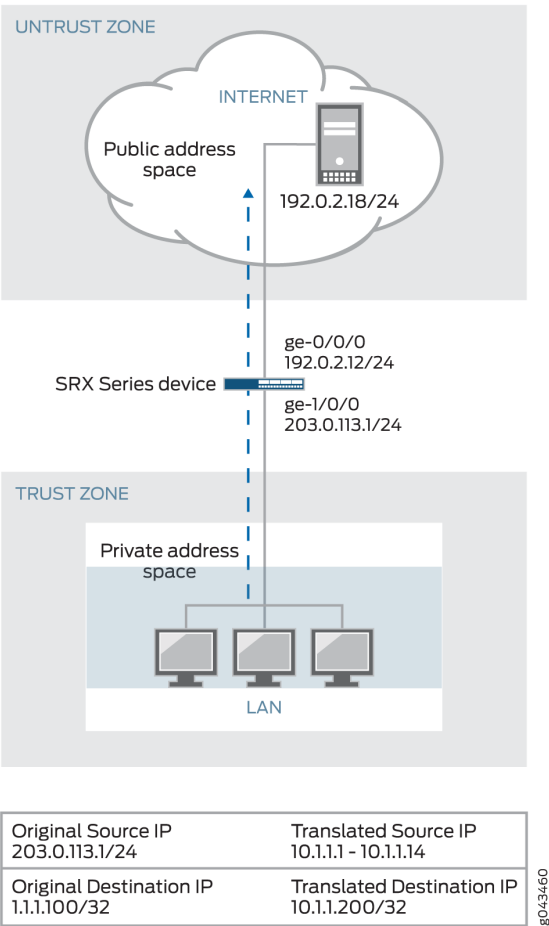 UNTRUST ZONE
INTERNET
Public address
space
192.0.2.18/24
ge-0/0/0
192.0.2.12/24
SRX Series device
ge-1/0/0
203.0.113.1/24
TRUST ZONE
Private address
space
LAN
Original Source IP
203.0.113.1/24
Translated Source IP
10.1.1.1 - 10.1.1.14
Original Destination IP
1.1.1.100/32
Translated Destination IP
10.1.1.200/32
g043460